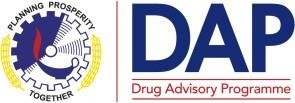 PLANNING PROSPERITY
TOGETHER
DAP
Drug Advisory Programme